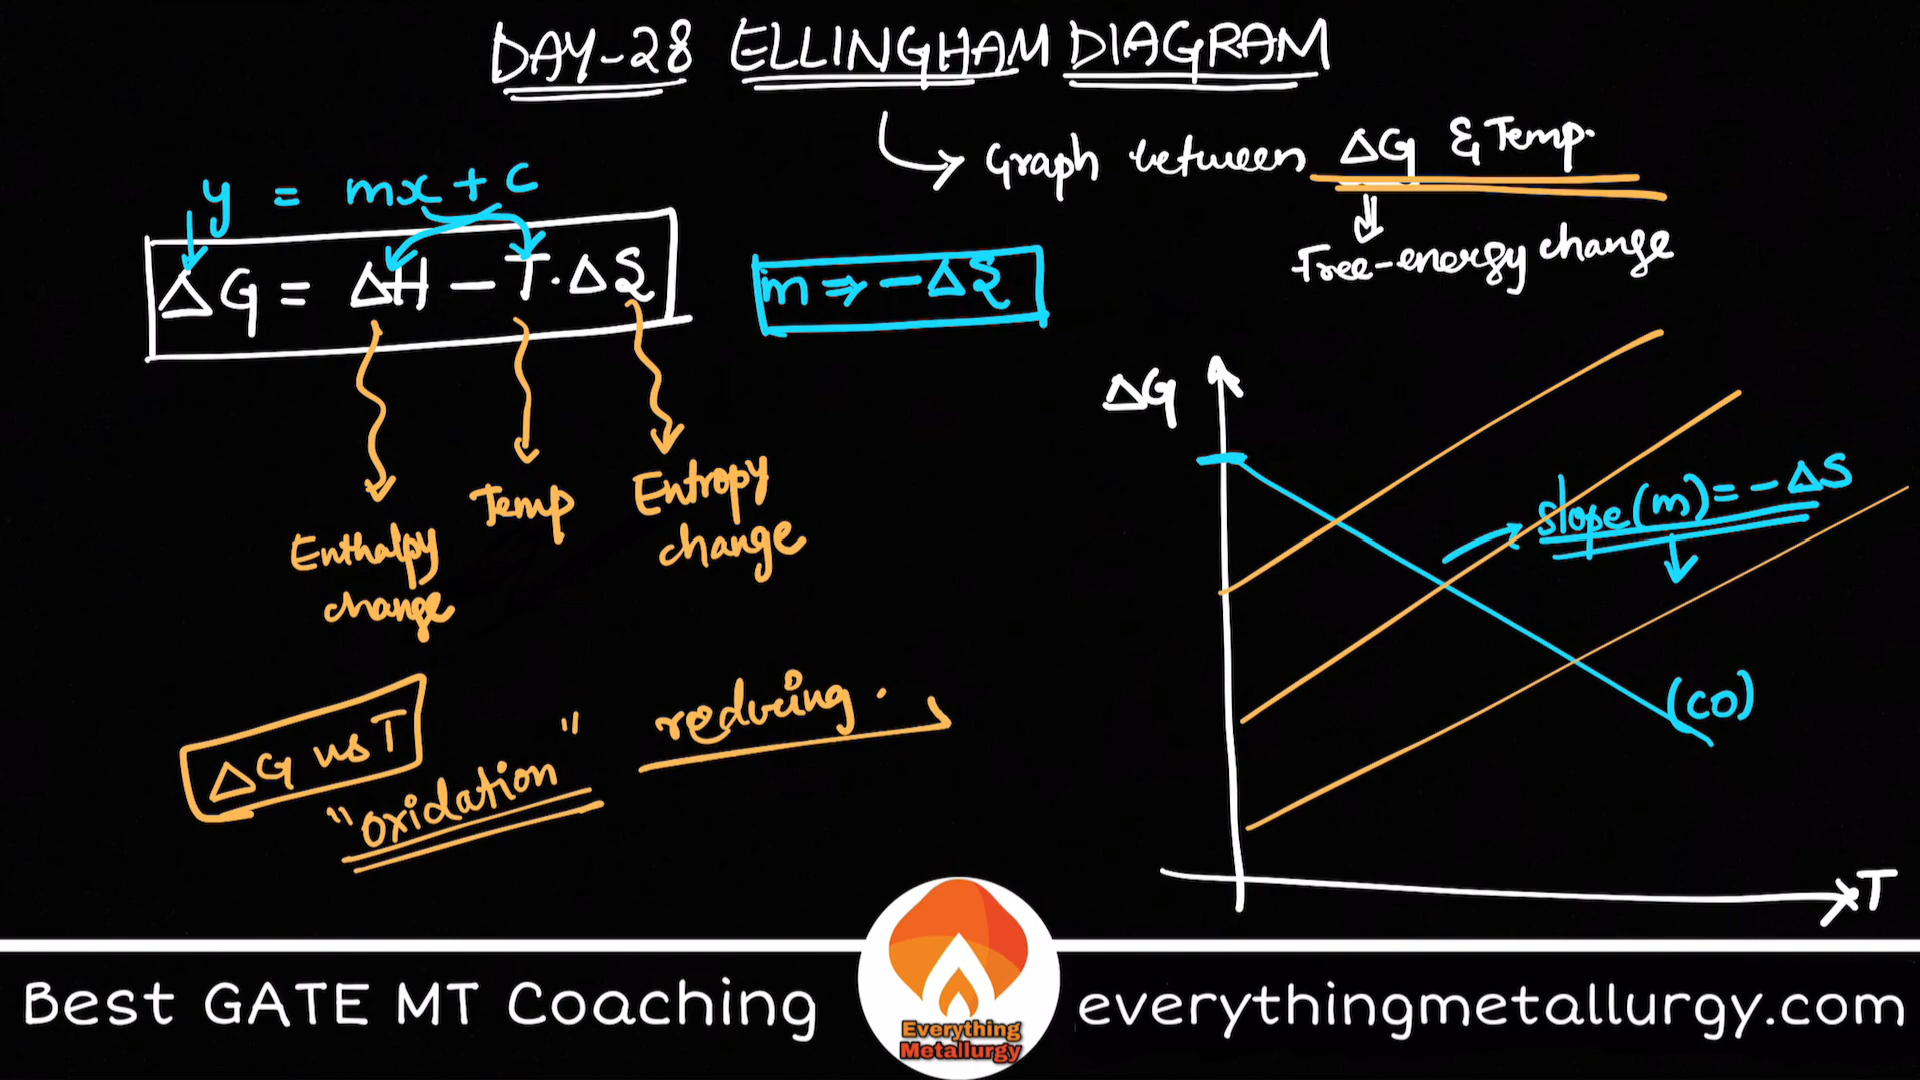 DAY-28 ELLINGHAM DIAGRAM
Graph between ΔG & Temp.
Free-energy change
y = mx + c
ΔG = ΔH - T·ΔS
m ⇒ -ΔS
Enthalpy
change
Temp
Entropy
change
ΔG vs T
"oxidation" reducing.
ΔG
slope(m) = -ΔS
(CO)
T
Best GATE MT Coaching
Everything
Metallurgy
everythingmetallurgy.com